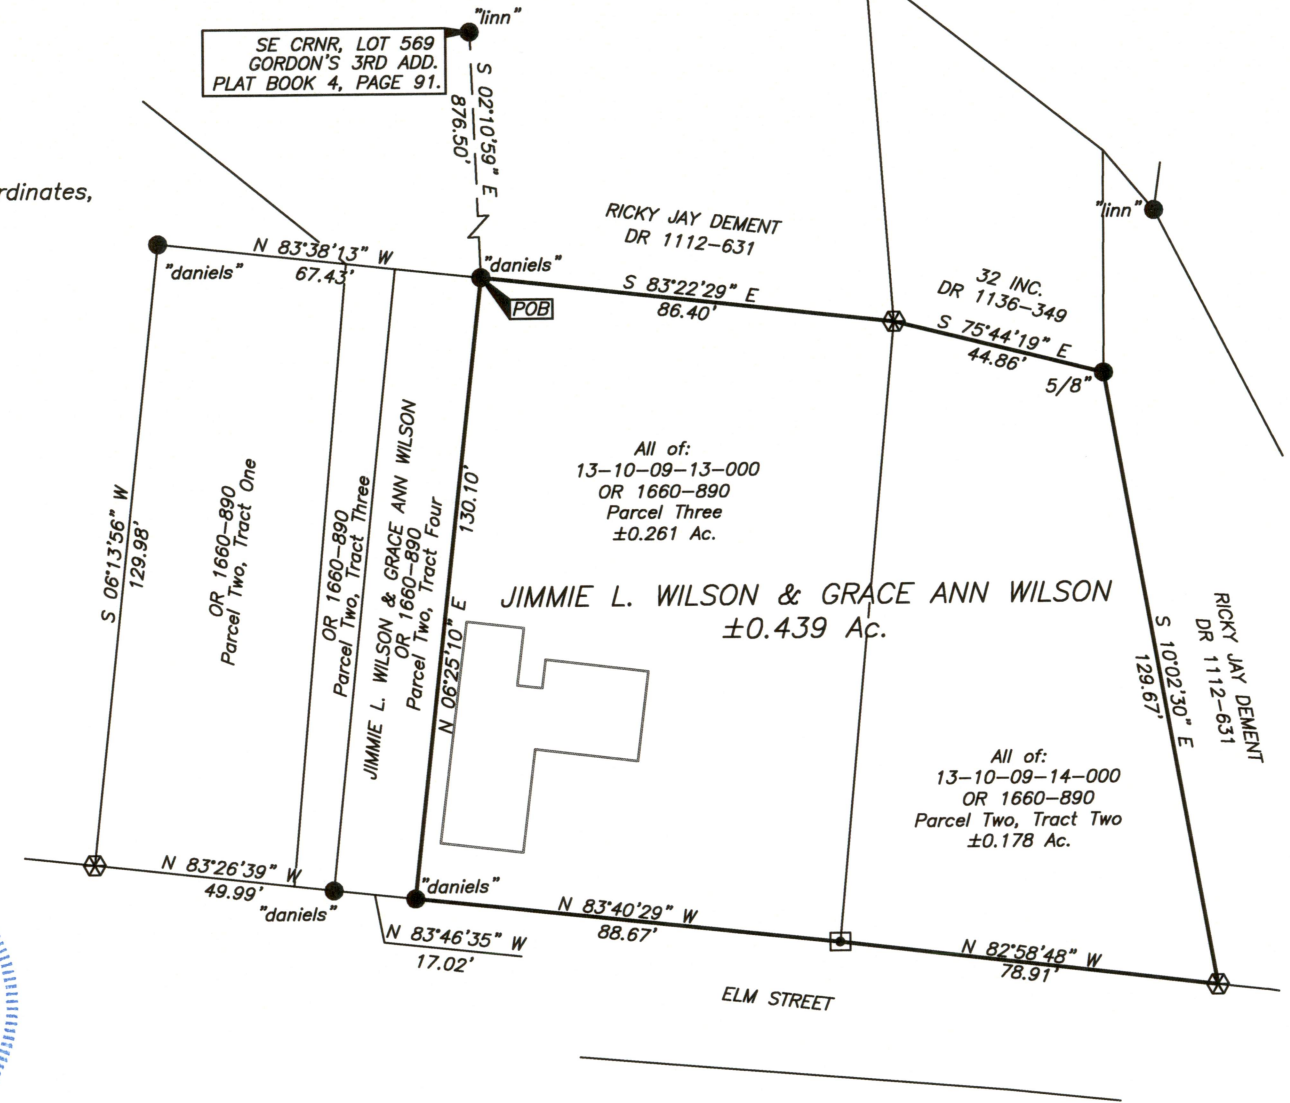 "linn"
SE CRNR, LOT 569
GORDON'S 3RD ADD.
PLAT BOOK 4, PAGE 91.
S 02°10'59" E
876.50'
rdinates,
RICKY JAY DEMENT
DR 1112-631
"linn"
N 83°38'13" W
67.43'
"daniels"
"daniels"
POB
S 83°22'29" E
86.40'
32 INC.
DR 1136-349
S 75°44'19" E
44.86'
5/8"
S 06°13'56" W
129.98'
OR 1660-890
Parcel Two, Tract One
OR 1660-890
Parcel Two, Tract Three
JIMMIE L. WILSON & GRACE ANN WILSON
OR 1660-890
Parcel Two, Tract Four
N 06°25'10" E
130.10'
All of:
13-10-09-13-000
OR 1660-890
Parcel Three
±0.261 Ac.
JIMMIE L. WILSON & GRACE ANN WILSON
±0.439 Ac.
S 10°02'30" E
129.67'
RICKY JAY DEMENT
DR 1112-631
All of:
13-10-09-14-000
OR 1660-890
Parcel Two, Tract Two
±0.178 Ac.
N 83°26'39" W
49.99'
"daniels"
"daniels"
N 83°46'35" W
17.02'
N 83°40'29" W
88.67'
N 82°58'48" W
78.91'
ELM STREET